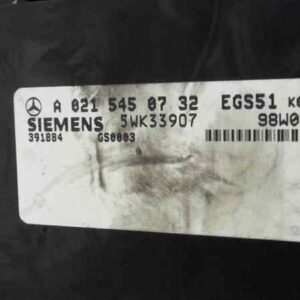 A 021 545 07 32 EGS51 K
SIEMENS 5WK33907 98W0
391884 GS0003